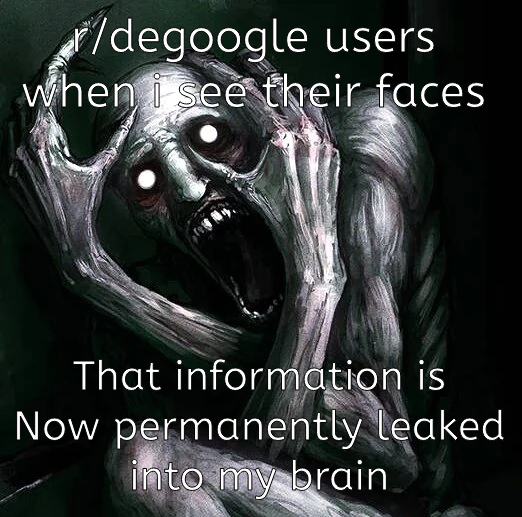 r/degoogle users
when i see their faces
That information is
Now permanently leaked
into my brain